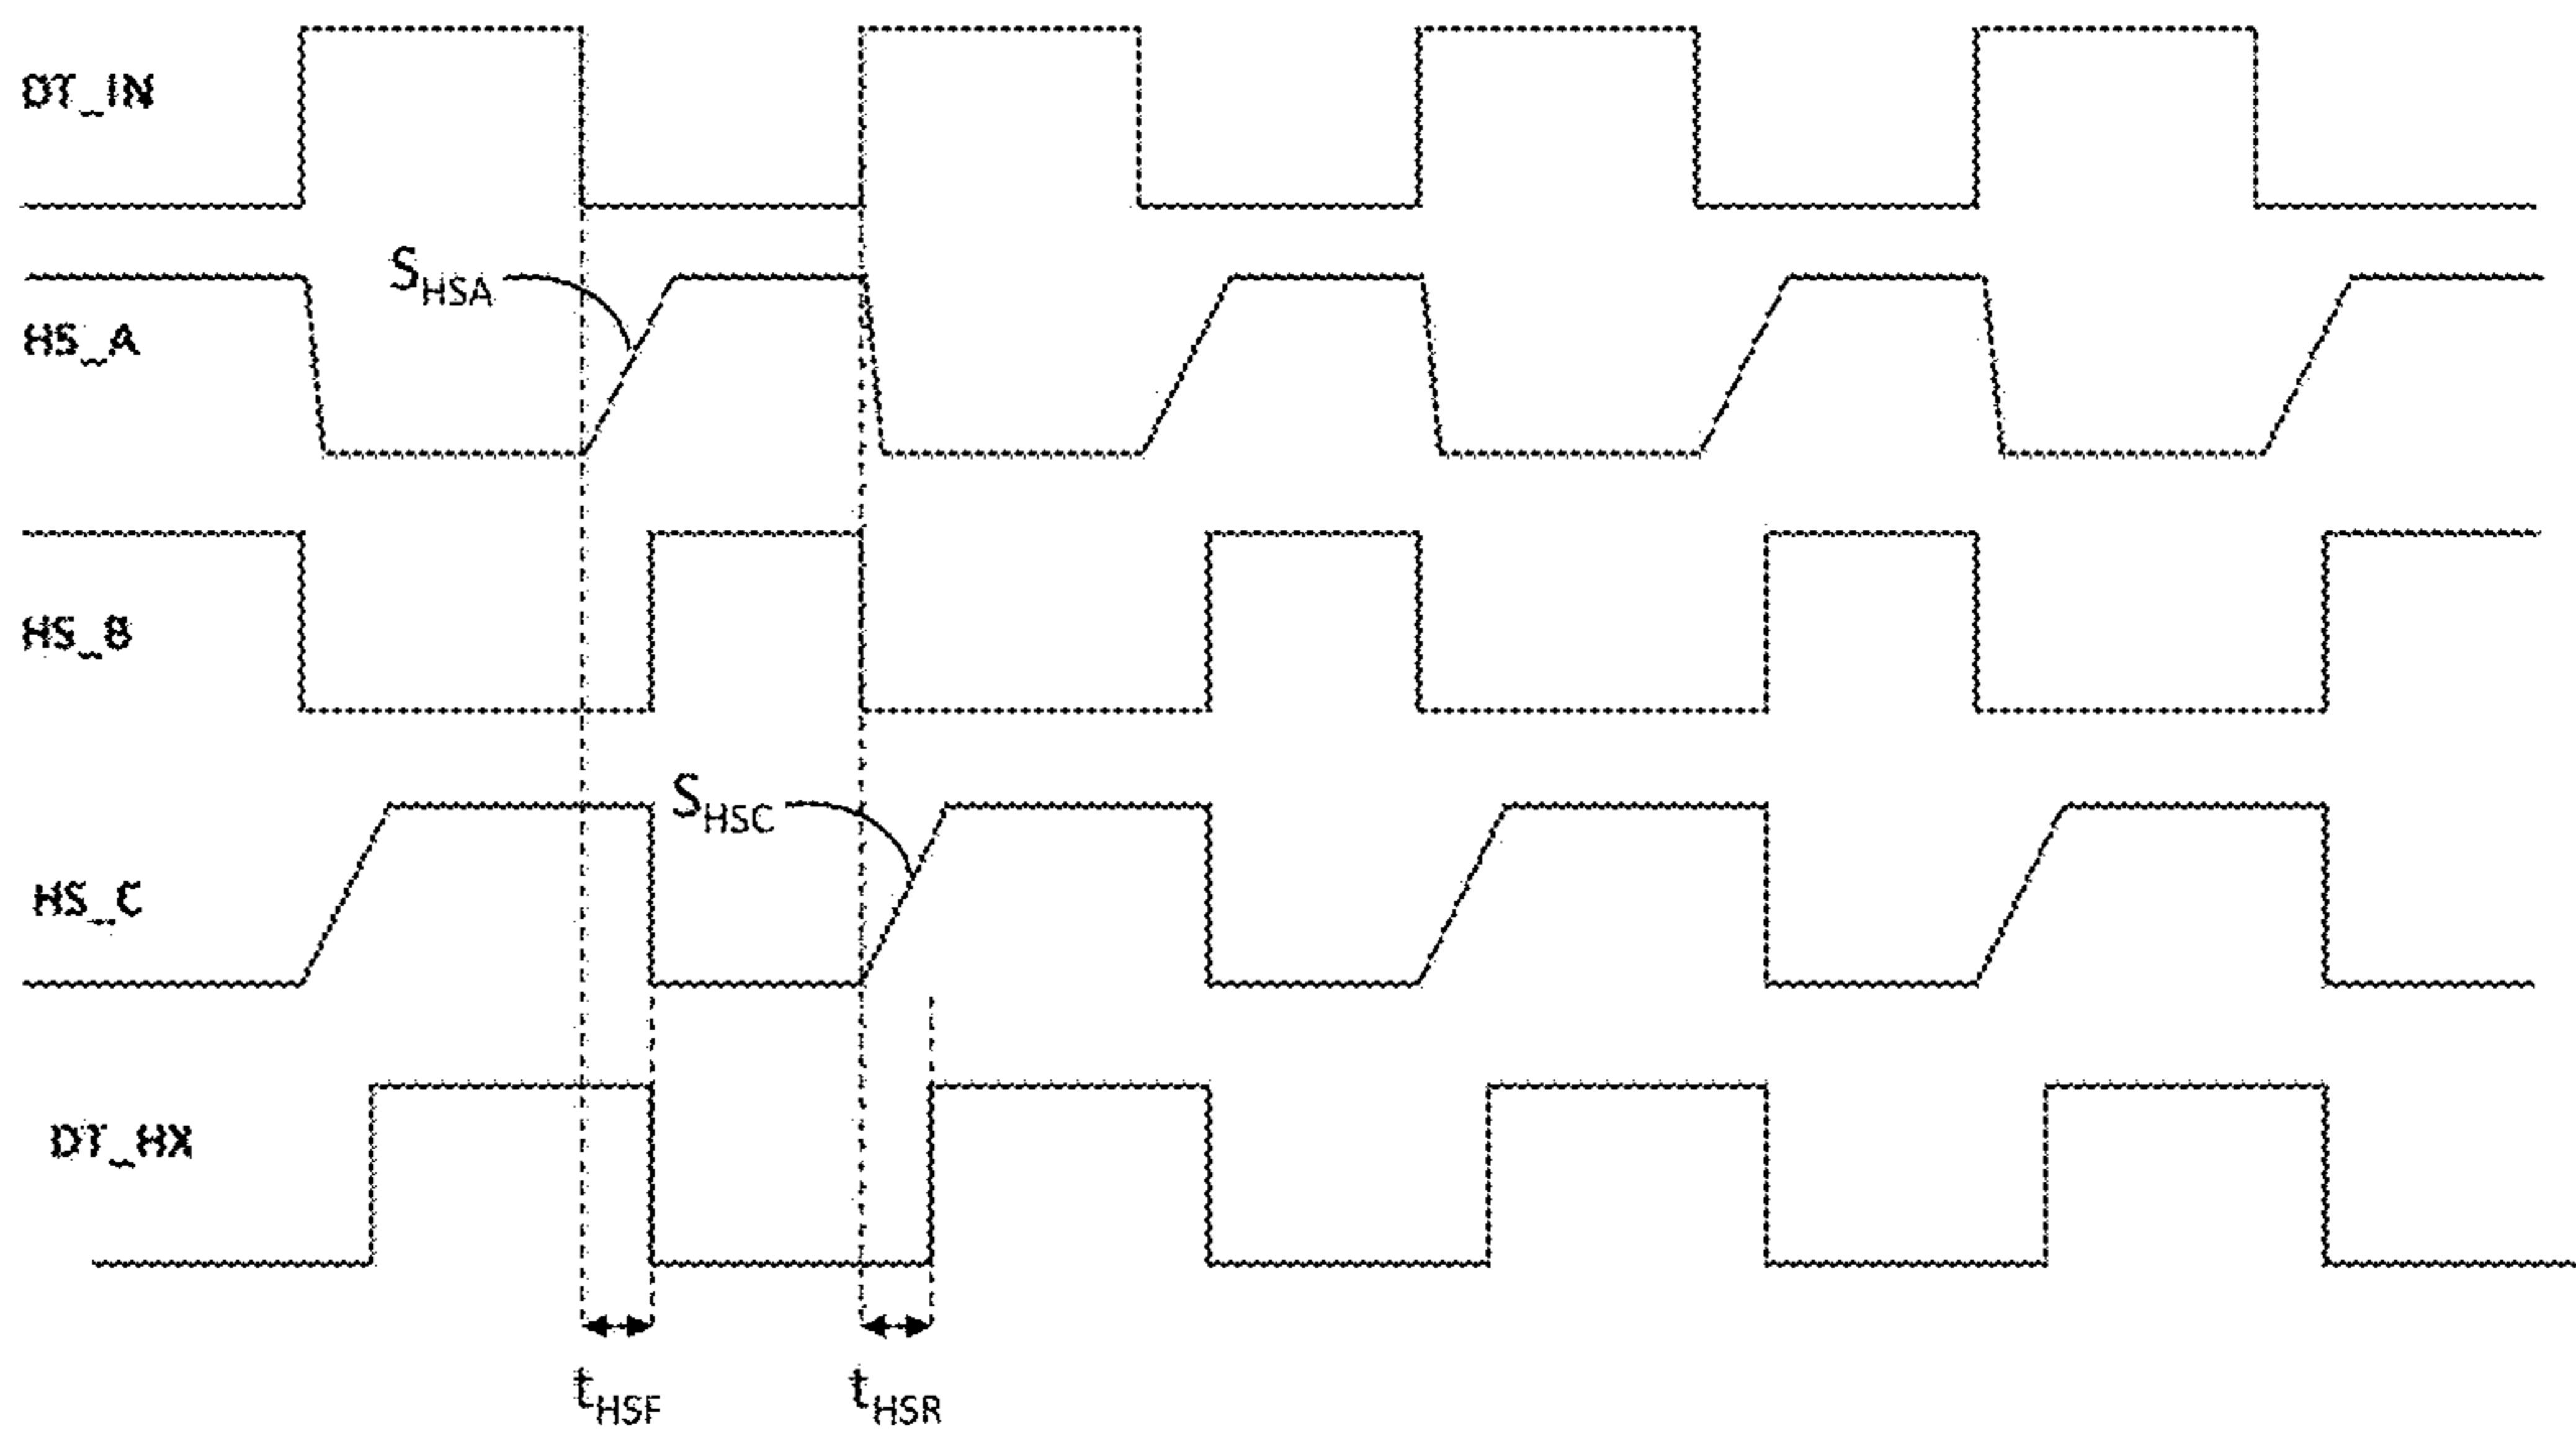 DT_IN
S_HSA
HS_A
HS_B
S_HSC
HS_C
DT_HX
t_HSF t_HSR